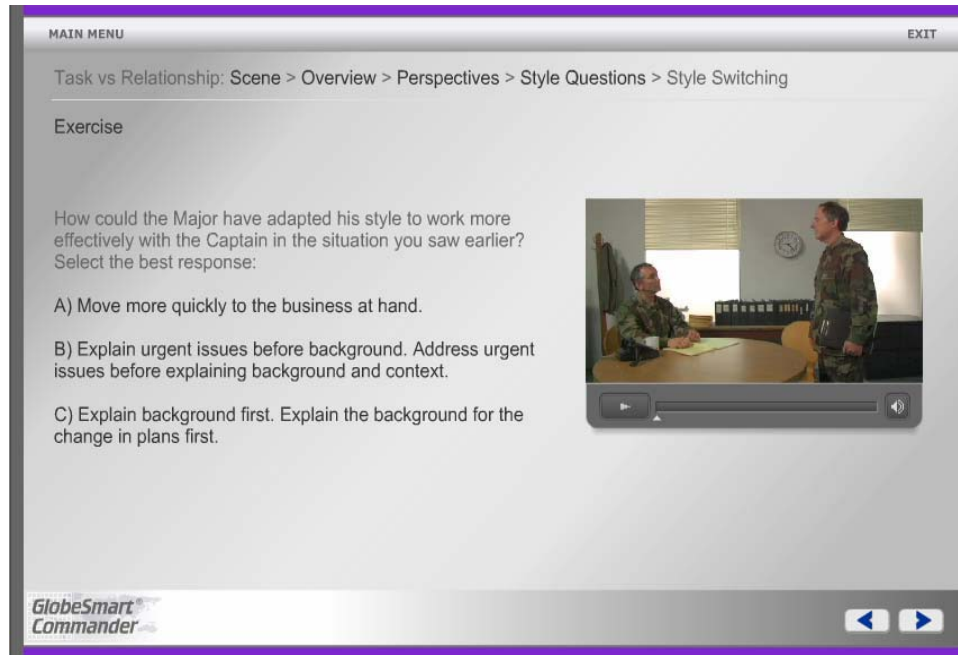 MAIN MENU
EXIT
Task vs Relationship: Scene > Overview > Perspectives > Style Questions > Style Switching
Exercise
How could the Major have adapted his style to work more
effectively with the Captain in the situation you saw earlier?
Select the best response:
A) Move more quickly to the business at hand.
B) Explain urgent issues before background. Address urgent
issues before explaining background and context.
C) Explain background first. Explain the background for the
change in plans first.
GlobeSmart®
Commander